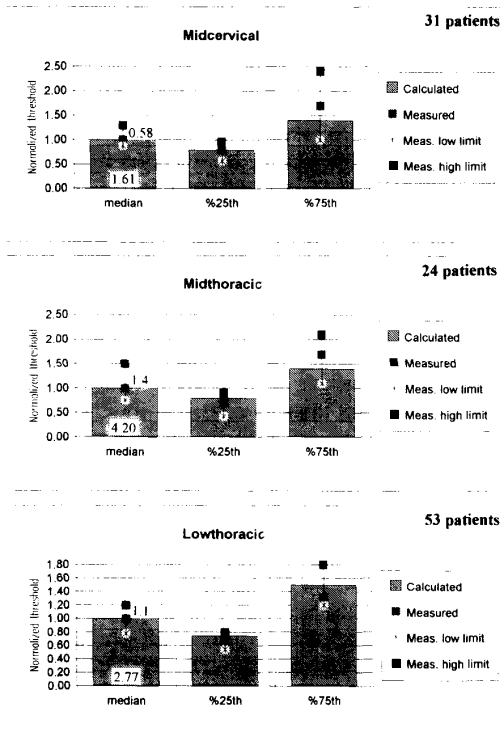 31 patients
Midcervical
Normalized threshold
2.50
2.00
1.50
1.00
0.50
0.00
0.58
1.61
median
%25th
%75th
Calculated
Measured
Meas. low limit
Meas. high limit
24 patients
Midthoracic
Normalized threshold
2.50
2.00
1.50
1.00
0.50
0.00
1.4
4.20
median
%25th
%75th
Calculated
Measured
Meas. low limit
Meas. high limit
53 patients
Lowthoracic
Normalized threshold
1.80
1.60
1.40
1.20
1.00
0.80
0.60
0.40
0.20
0.00
1.1
2.77
median
%25th
%75th
Calculated
Measured
Meas. low limit
Meas. high limit